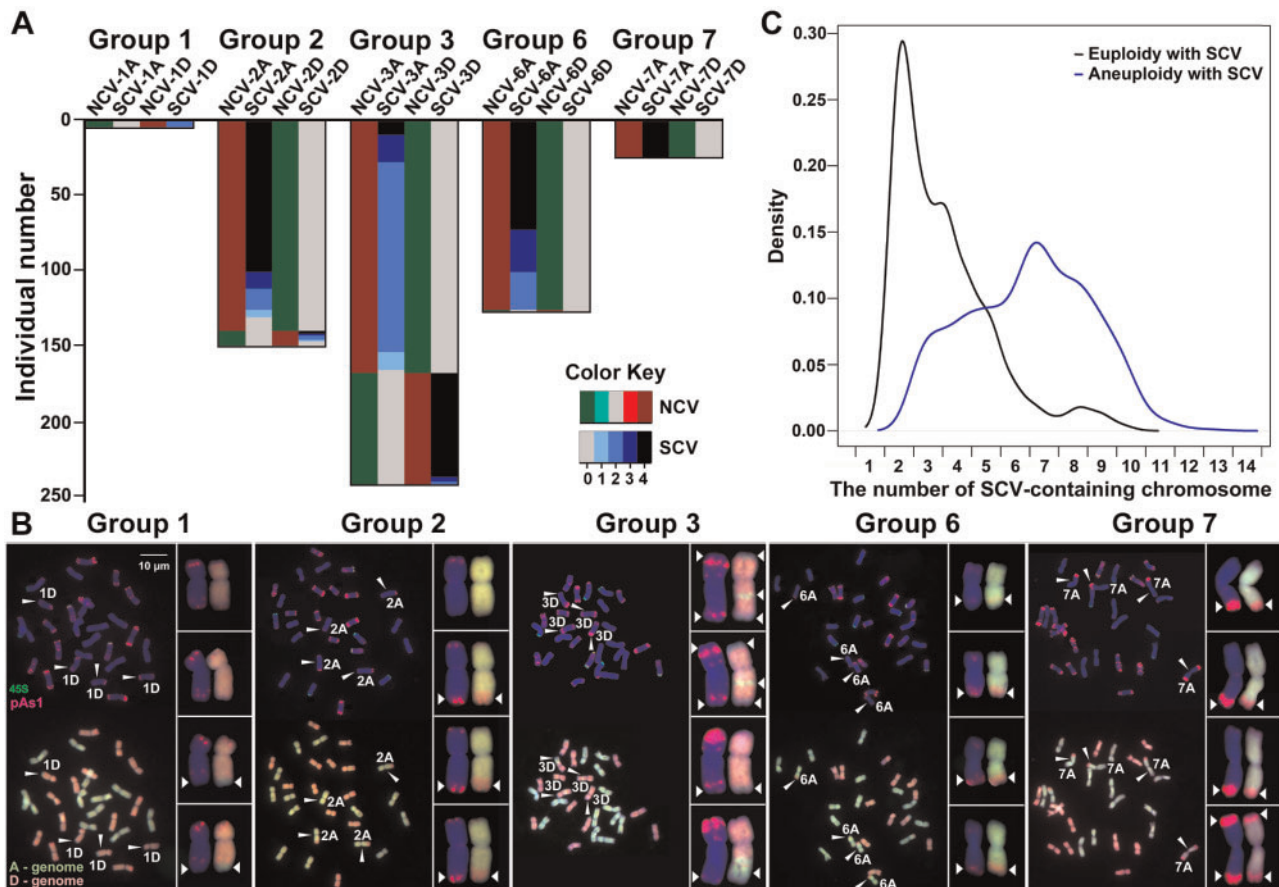 A
Group 1
Group 2
Group 3
Group 6
Group 7
NCV-1A
SCV-1A
NCV-1D
SCV-1D
NCV-2A
SCV-2A
NCV-2D
SCV-2D
NCV-3A
SCV-3A
NCV-3D
SCV-3D
NCV-6A
SCV-6A
NCV-6D
SCV-6D
NCV-7A
SCV-7A
NCV-7D
SCV-7D
Individual number
0
50
100
150
200
250
Color Key
NCV
SCV
0 1 2 3 4
C
Euploidy with SCV
Aneuploidy with SCV
Density
0.30
0.25
0.20
0.15
0.10
0.05
0.00
1 2 3 4 5 6 7 8 9 10 11 12 13 14
The number of SCV-containing chromosome
B
Group 1
Group 2
Group 3
Group 6
Group 7
10 µm
1D
1D
1D
1D
45S
pAs1
1D
1D
1D
1D
A - genome
D - genome
2A
2A
2A
2A
2A
2A
2A
2A
3D
3D
3D
3D
3D
3D
3D
3D
6A
6A
6A
6A
6A
6A
6A
6A
7A
7A
7A
7A
7A
7A
7A
7A